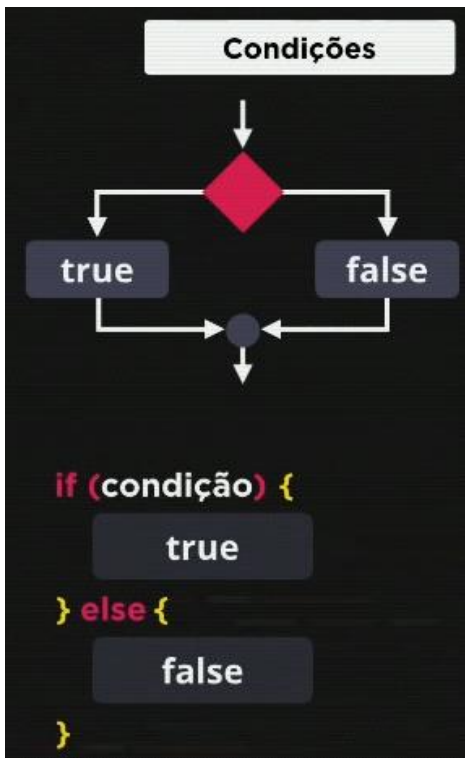 Condições
true
false
if (condição) {
true
} else {
false
}